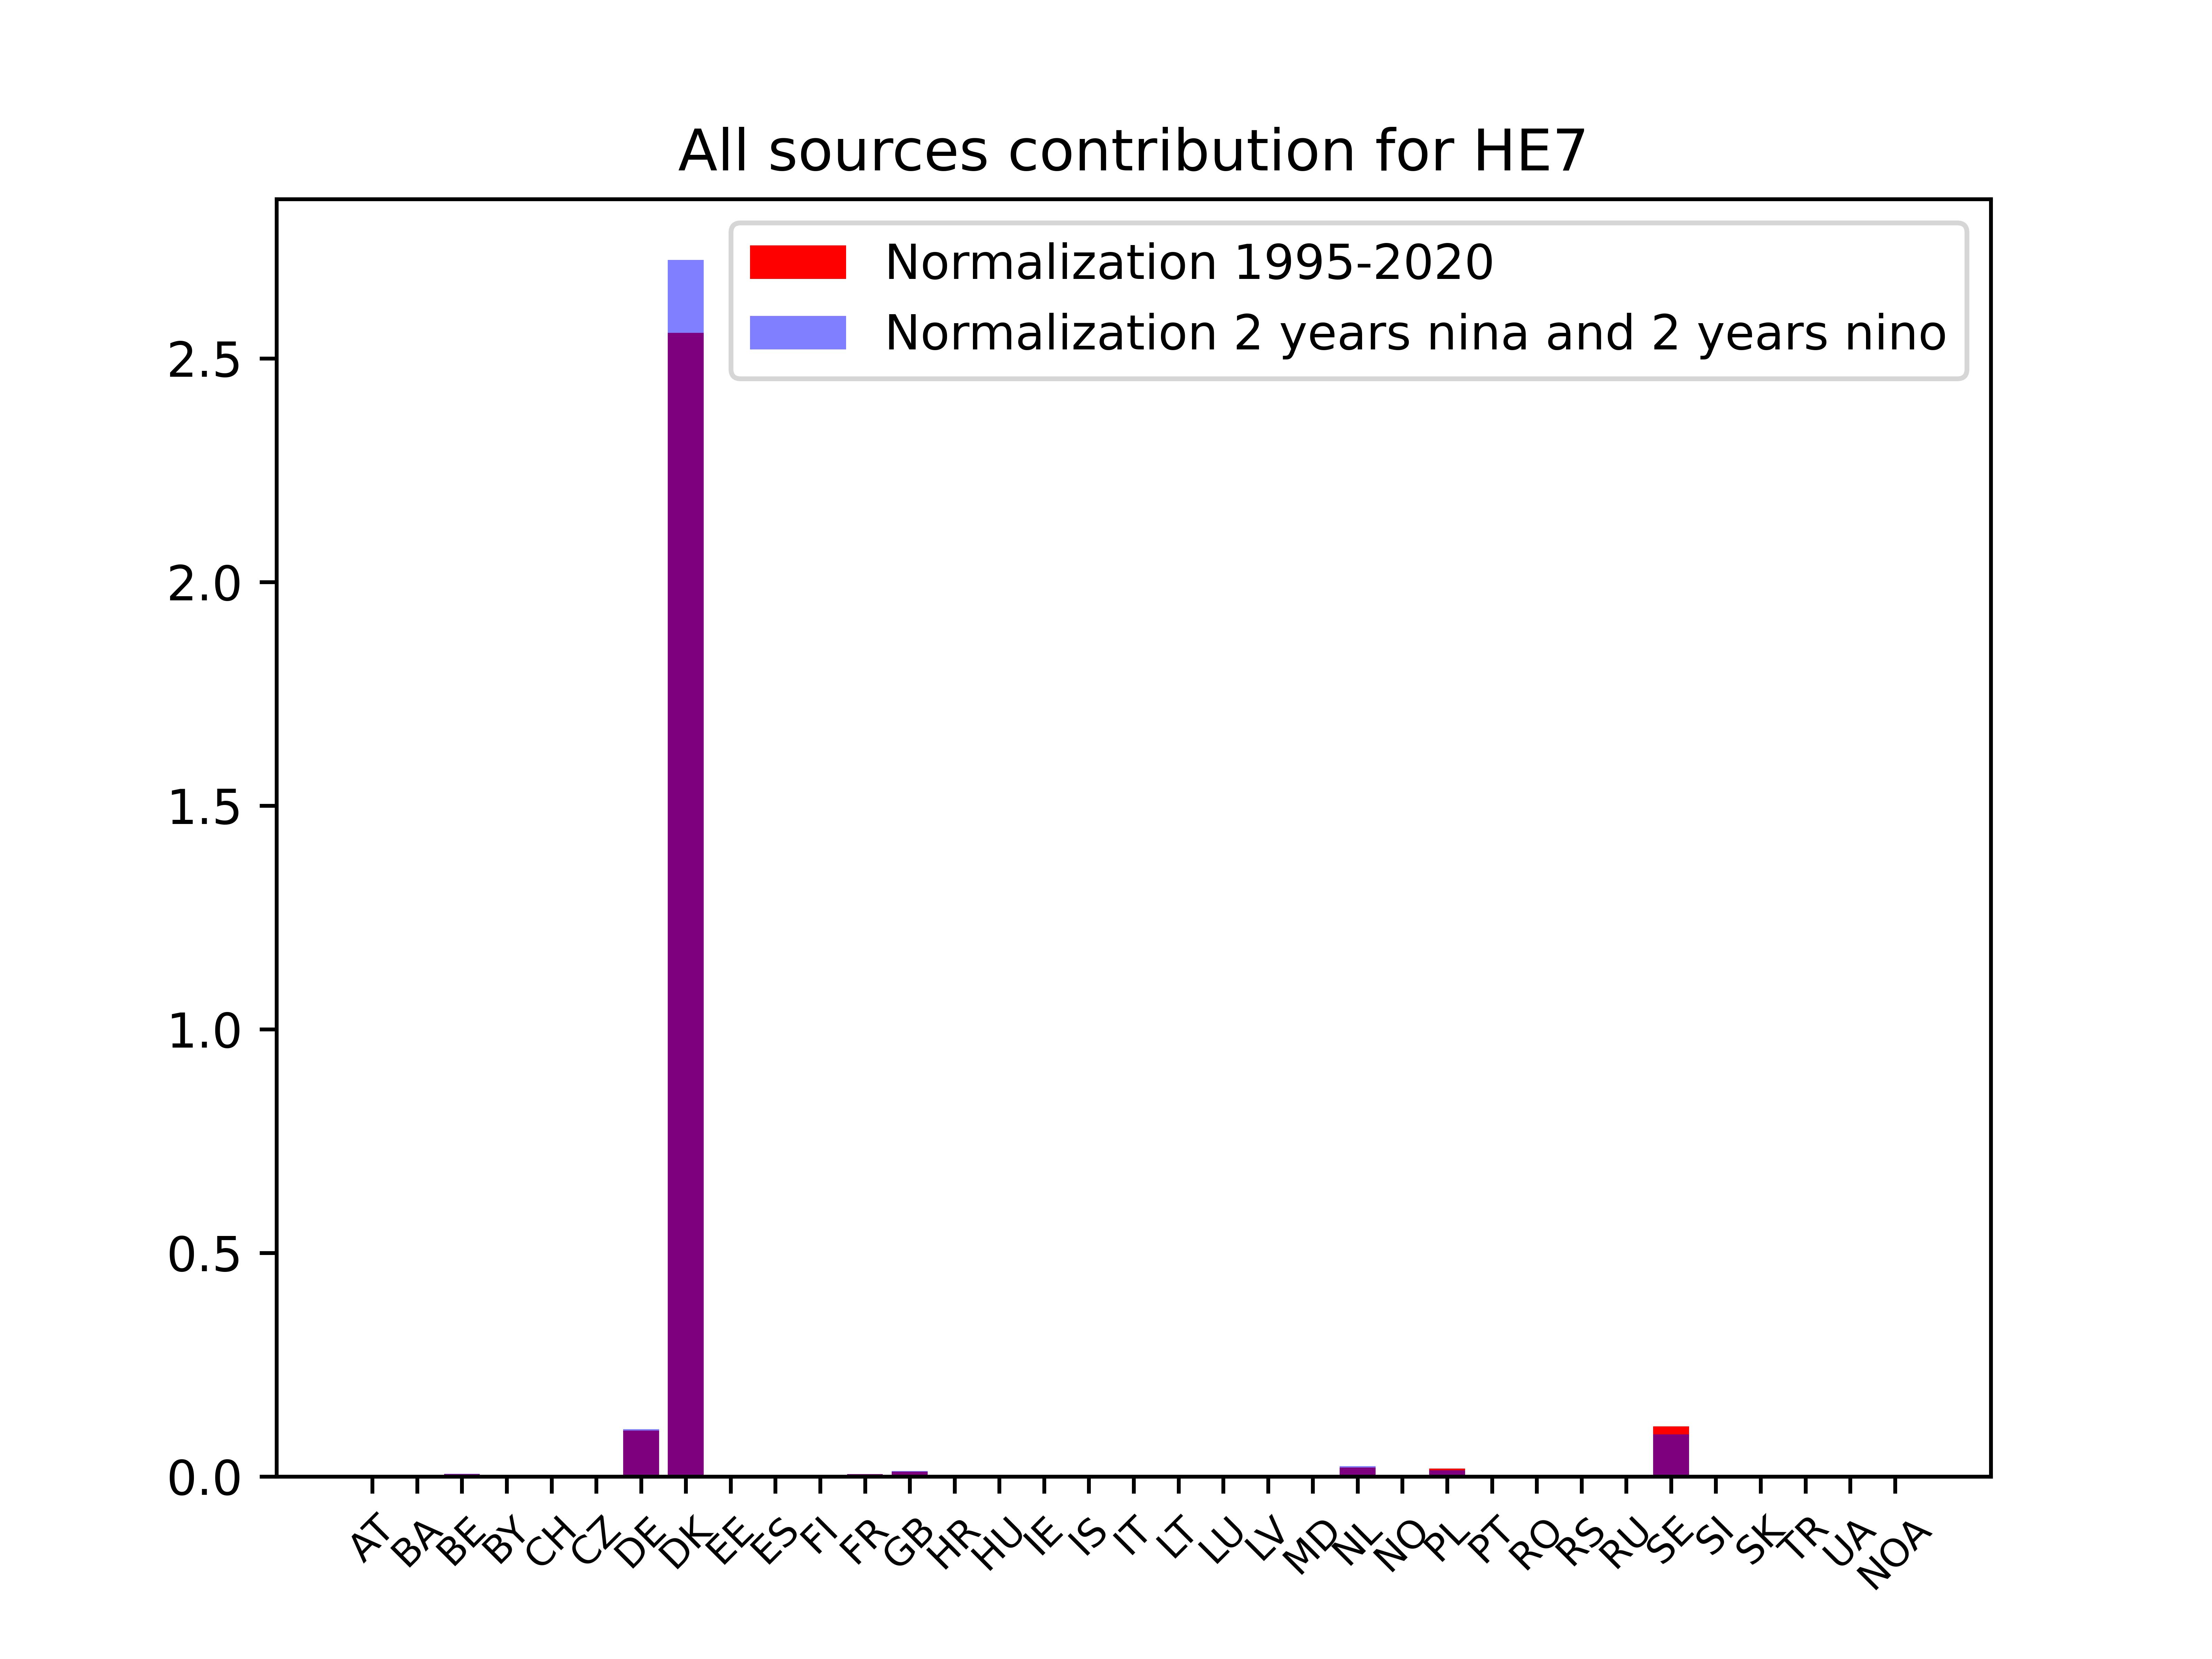 All sources contribution for HE7
Normalization 1995-2020
Normalization 2 years nina and 2 years nino
2.5
2.0
1.5
1.0
0.5
0.0
AT BA BE BY CH CZ DE DK EE ES FI FR GB HR HU IE IS IT LT LU LV MD NL NO PL PT RO RS RU SE SI SK TR UA NOA